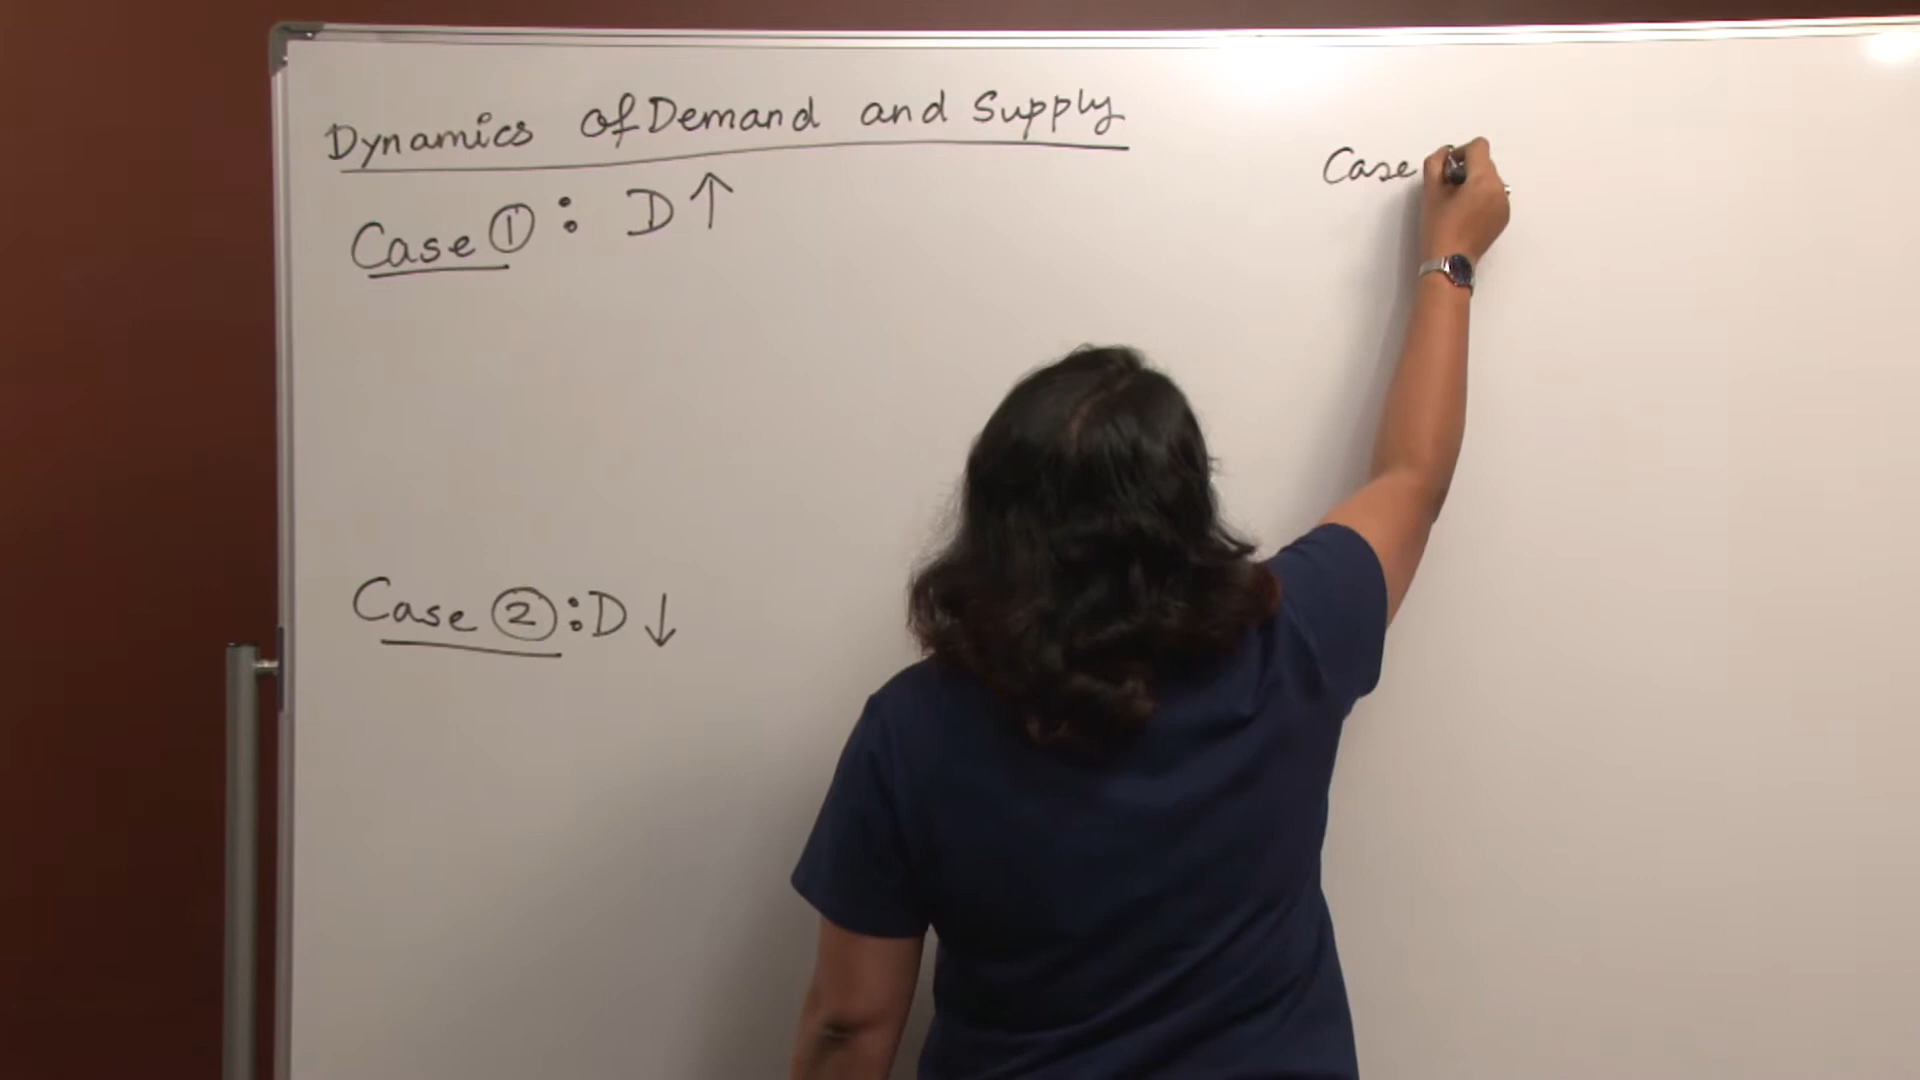 Dynamics of Demand and Supply
Case ① : D ↑
Case ② : D ↓
Case